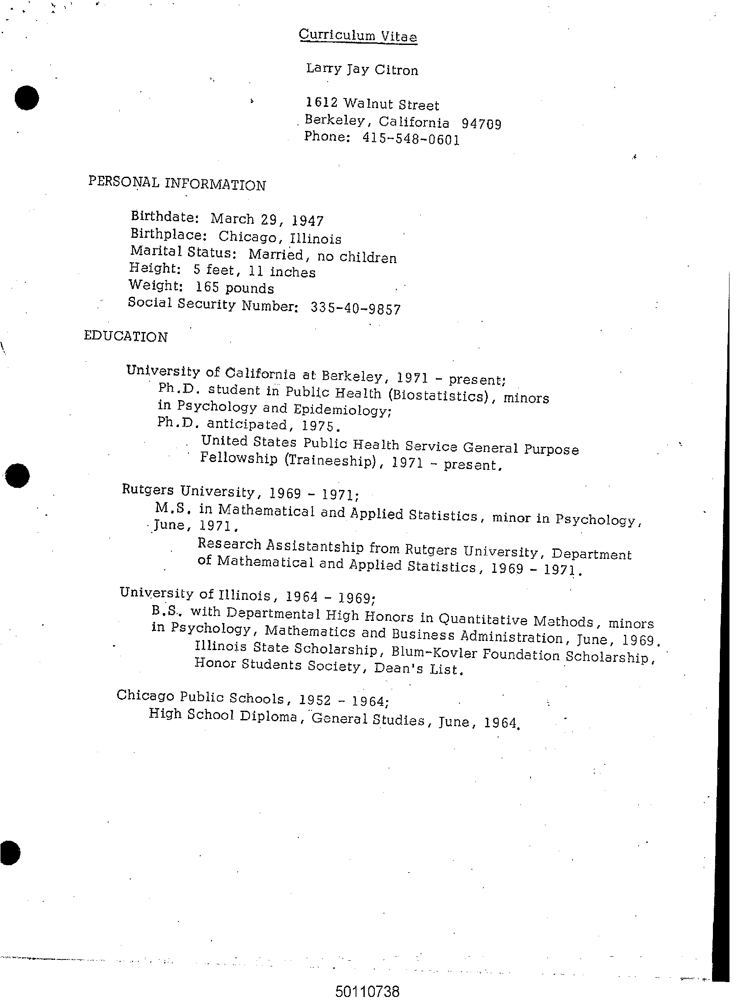 Curriculum Vitae
Larry Jay Citron
1612 Walnut Street
Berkeley, California 94709
Phone: 415-548-0601
PERSONAL INFORMATION
Birthdate: March 29, 1947
Birthplace: Chicago, Illinois
Marital Status: Married, no children
Height: 5 feet, 11 inches
Weight: 165 pounds
Social Security Number: 335-40-9857
EDUCATION
University of California at Berkeley, 1971 - present;
Ph.D. student in Public Health (Biostatistics), minors
in Psychology and Epidemiology;
Ph.D. anticipated, 1975.
United States Public Health Service General Purpose
Fellowship (Traineeship), 1971 - present.
Rutgers University, 1969 - 1971;
M.S. in Mathematical and Applied Statistics, minor in Psychology,
June, 1971.
Research Assistantship from Rutgers University, Department
of Mathematical and Applied Statistics, 1969 - 1971.
University of Illinois, 1964 - 1969;
B.S. with Departmental High Honors in Quantitative Methods, minors
in Psychology, Mathematics and Business Administration, June, 1969.
Illinois State Scholarship, Blum-Kovler Foundation Scholarship,
Honor Students Society, Dean's List.
Chicago Public Schools, 1952 - 1964;
High School Diploma, General Studies, June, 1964.
50110738